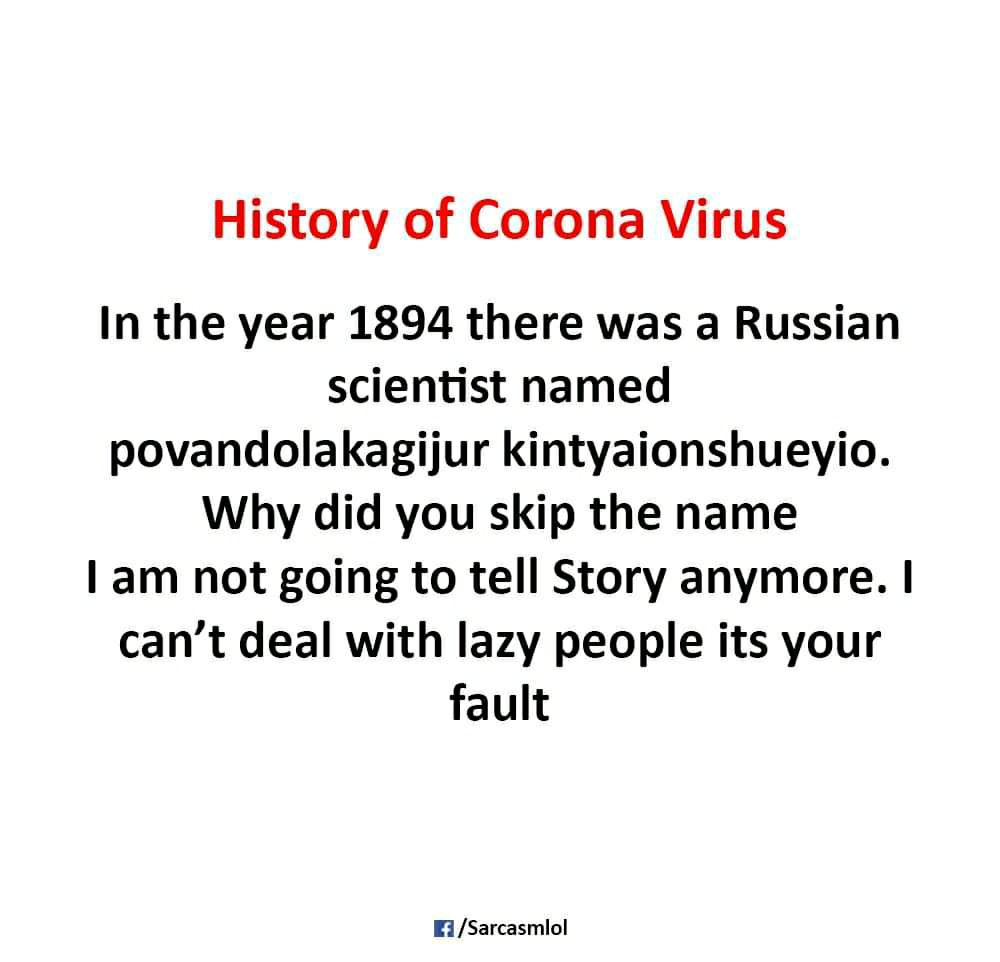 History of Corona Virus
In the year 1894 there was a Russian
scientist named
povandolakagijur kintyaionshueyio.
Why did you skip the name
I am not going to tell Story anymore. I
can’t deal with lazy people its your
fault
/Sarcasmlol